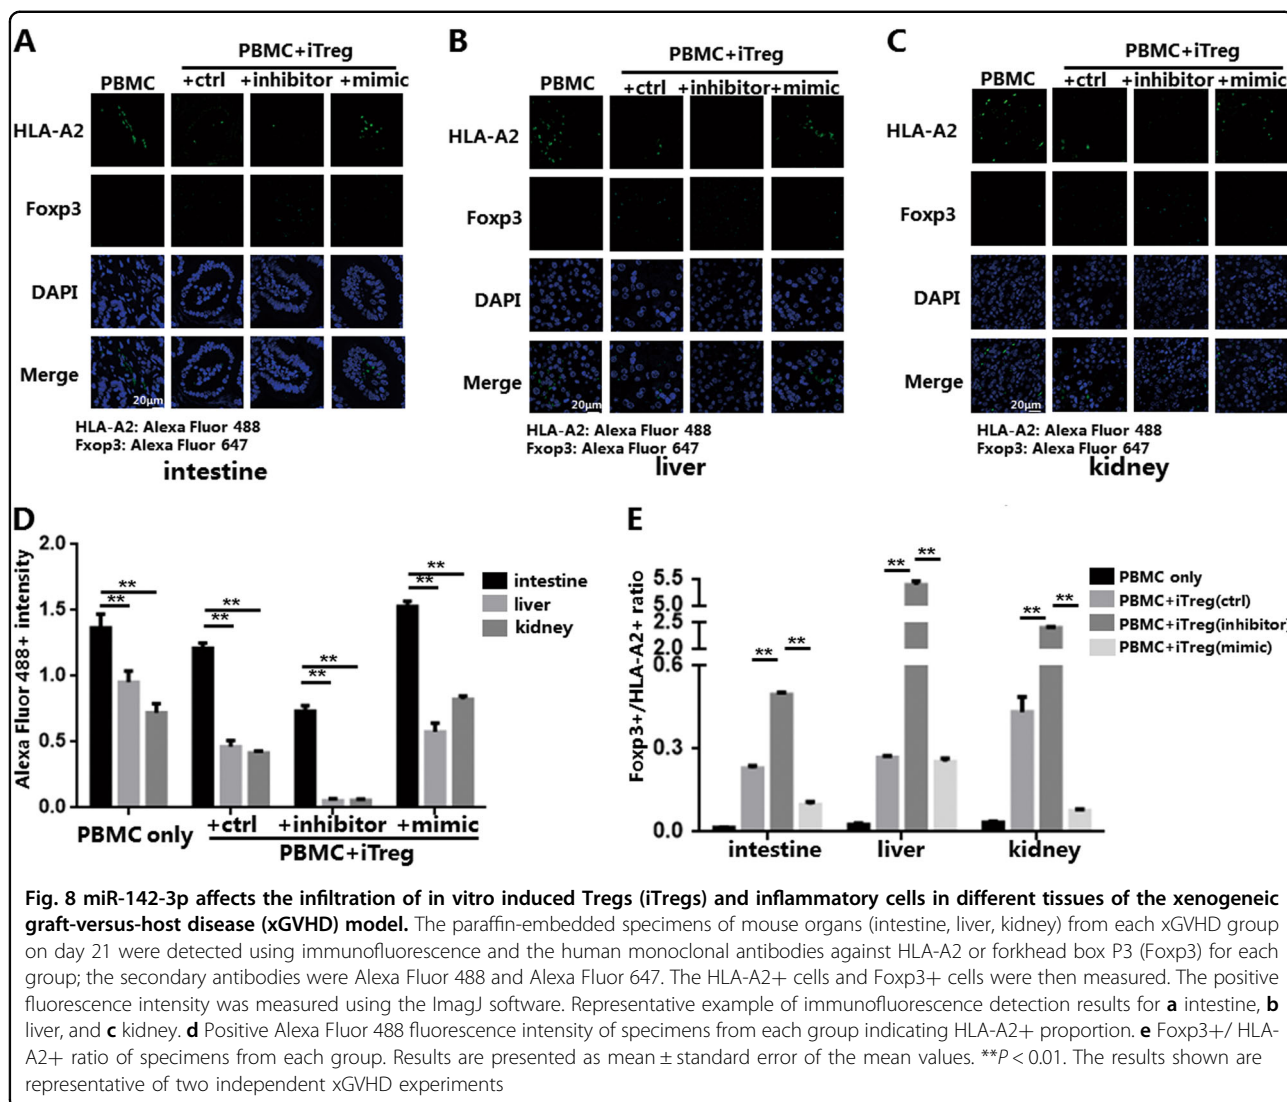 A
PBMC+iTreg
PBMC +ctrl +inhibitor +mimic
HLA-A2
Foxp3
DAPI
Merge
20μm
HLA-A2: Alexa Fluor 488
Fxop3: Alexa Fluor 647
intestine
B
PBMC+iTreg
PBMC +ctrl +inhibitor+mimic
HLA-A2
Foxp3
DAPI
Merge
20μm
HLA-A2: Alexa Fluor 488
Fxop3: Alexa Fluor 647
liver
C
PBMC+iTreg
PBMC +ctrl +inhibitor +mimic
HLA-A2
Foxp3
DAPI
Merge
20μm
HLA-A2: Alexa Fluor 488
Fxop3: Alexa Fluor 647
kidney
D
Alexa Fluor 488+ intensity
2.0
1.5
1.0
0.5
0.0
** ** ** ** ** ** ** **
intestine
liver
kidney
PBMC only +ctrl +inhibitor +mimic
PBMC+iTreg
E
Foxp3+/HLA-A2+ ratio
5.5
5.0
2.5
2.0
0.6
0.3
0.0
** ** ** ** ** **
PBMC only
PBMC+iTreg(ctrl)
PBMC+iTreg(inhibitor)
PBMC+iTreg(mimic)
intestine liver kidney
Fig. 8 miR-142-3p affects the infiltration of in vitro induced Tregs (iTregs) and inflammatory cells in different tissues of the xenogeneic
graft-versus-host disease (xGVHD) model. The paraffin-embedded specimens of mouse organs (intestine, liver, kidney) from each xGVHD group
on day 21 were detected using immunofluorescence and the human monoclonal antibodies against HLA-A2 or forkhead box P3 (Foxp3) for each
group; the secondary antibodies were Alexa Fluor 488 and Alexa Fluor 647. The HLA-A2+ cells and Foxp3+ cells were then measured. The positive
fluorescence intensity was measured using the ImagJ software. Representative example of immunofluorescence detection results for a intestine, b
liver, and c kidney. d Positive Alexa Fluor 488 fluorescence intensity of specimens from each group indicating HLA-A2+ proportion. e Foxp3+/ HLA-
A2+ ratio of specimens from each group. Results are presented as mean ± standard error of the mean values. **P < 0.01. The results shown are
representative of two independent xGVHD experiments